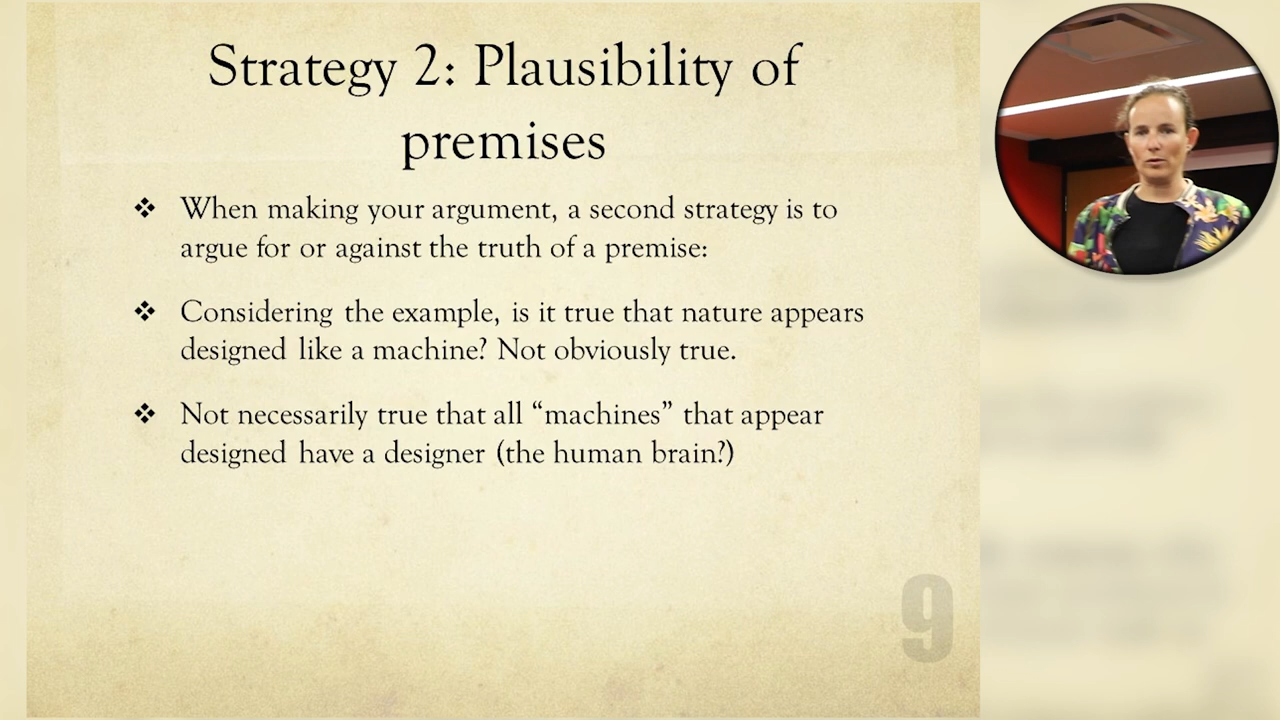 Strategy 2: Plausibility of
premises
❖ When making your argument, a second strategy is to
argue for or against the truth of a premise:
❖ Considering the example, is it true that nature appears
designed like a machine? Not obviously true.
❖ Not necessarily true that all “machines” that appear
designed have a designer (the human brain?)
9